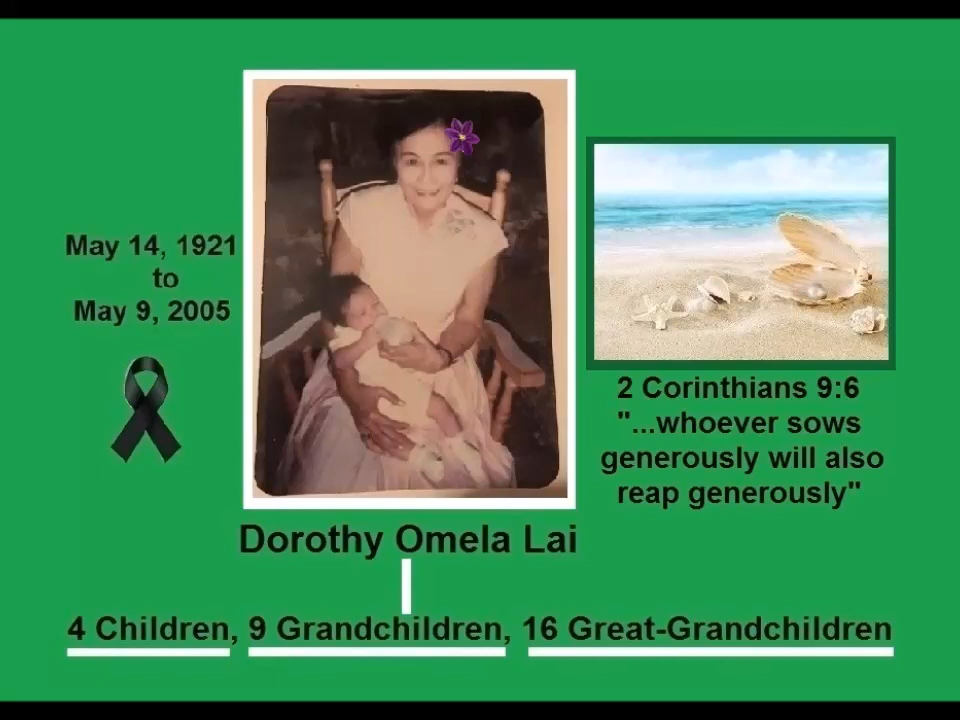 May 14, 1921
to
May 9, 2005
2 Corinthians 9:6
"...whoever sows
generously will also
reap generously"
Dorothy Omela Lai
4 Children, 9 Grandchildren, 16 Great-Grandchildren